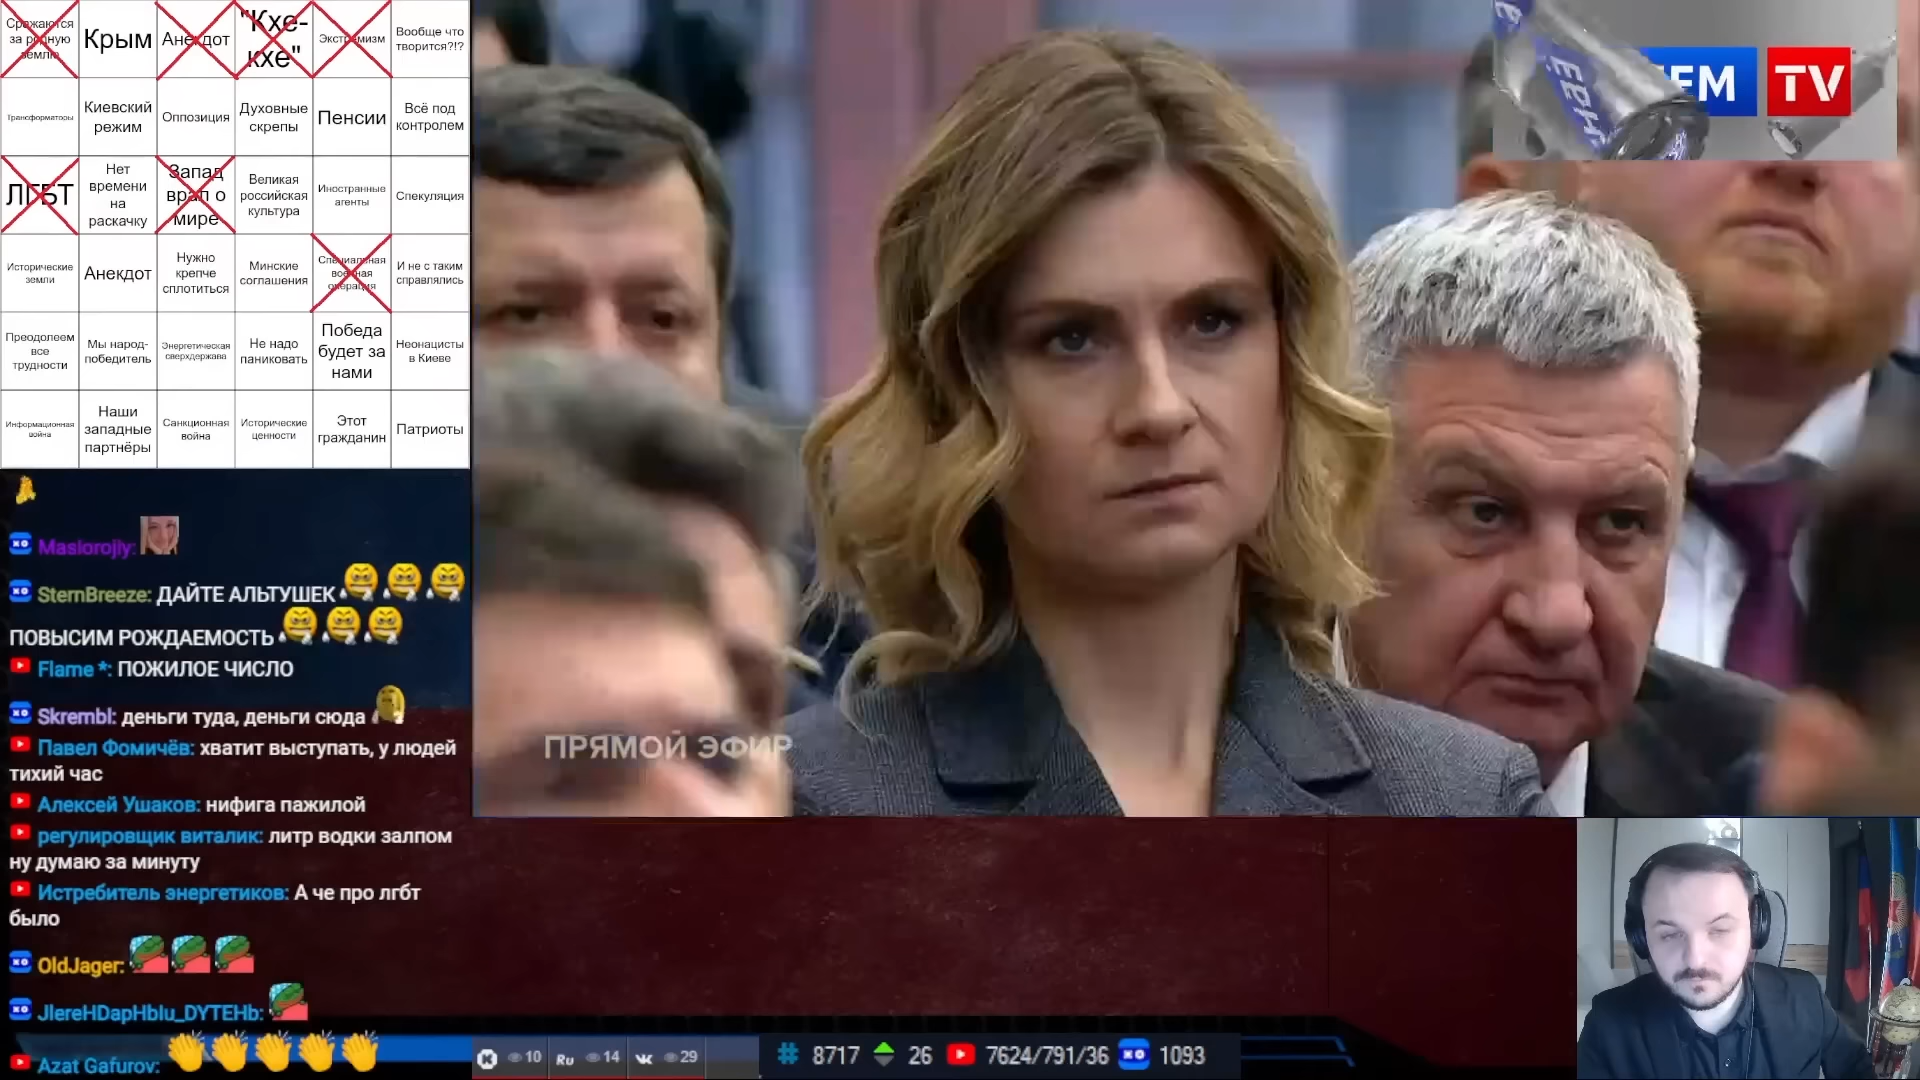 Сражаются
за родную
землю
Крым
Анекдот
"Кхе-
кхе"
Экстремизм
Вообще что
творится?!?
Трансформаторы
Киевский
режим
Оппозиция
Духовные
скрепы
Пенсии
Всё под
контролем
ЛГБТ
Нет
времени
на
раскачку
Запад
врал о
мире
Великая
российская
культура
Иностранные
агенты
Спекуляция
Исторические
земли
Анекдот
Нужно
крепче
сплотиться
Минские
соглашения
Специальная
военная
операция
И не с таким
справлялись
Преодолеем
все
трудности
Мы народ-
победитель
Энергетическая
сверхдержава
Не надо
паниковать
Победа
будет за
нами
Неонацисты
в Киеве
Информационная
война
Наши
западные
партнёры
Санкционная
война
Исторические
ценности
Этот
гражданин
Патриоты
ЕМ TV
ПРЯМОЙ ЭФИР
Masiorojiy:
SternBreeze: ДАЙТЕ АЛЬТУШЕК
ПОВЫСИМ РОЖДАЕМОСТЬ
Flame *: ПОЖИЛОЕ ЧИСЛО
Skrembl: деньги туда, деньги сюда
Павел Фомичёв: хватит выступать, у людей
тихий час
Алексей Ушаков: нифига пажилой
регулировщик виталик: литр водки залпом
ну думаю за минуту
Истребитель энергетиков: А че про лгбт
было
OldJager:
JlereHDapHbIu_DYTEHb:
Azat Gafurov:
10 Ru 14 29 # 8717 26 7624/791/36 1093